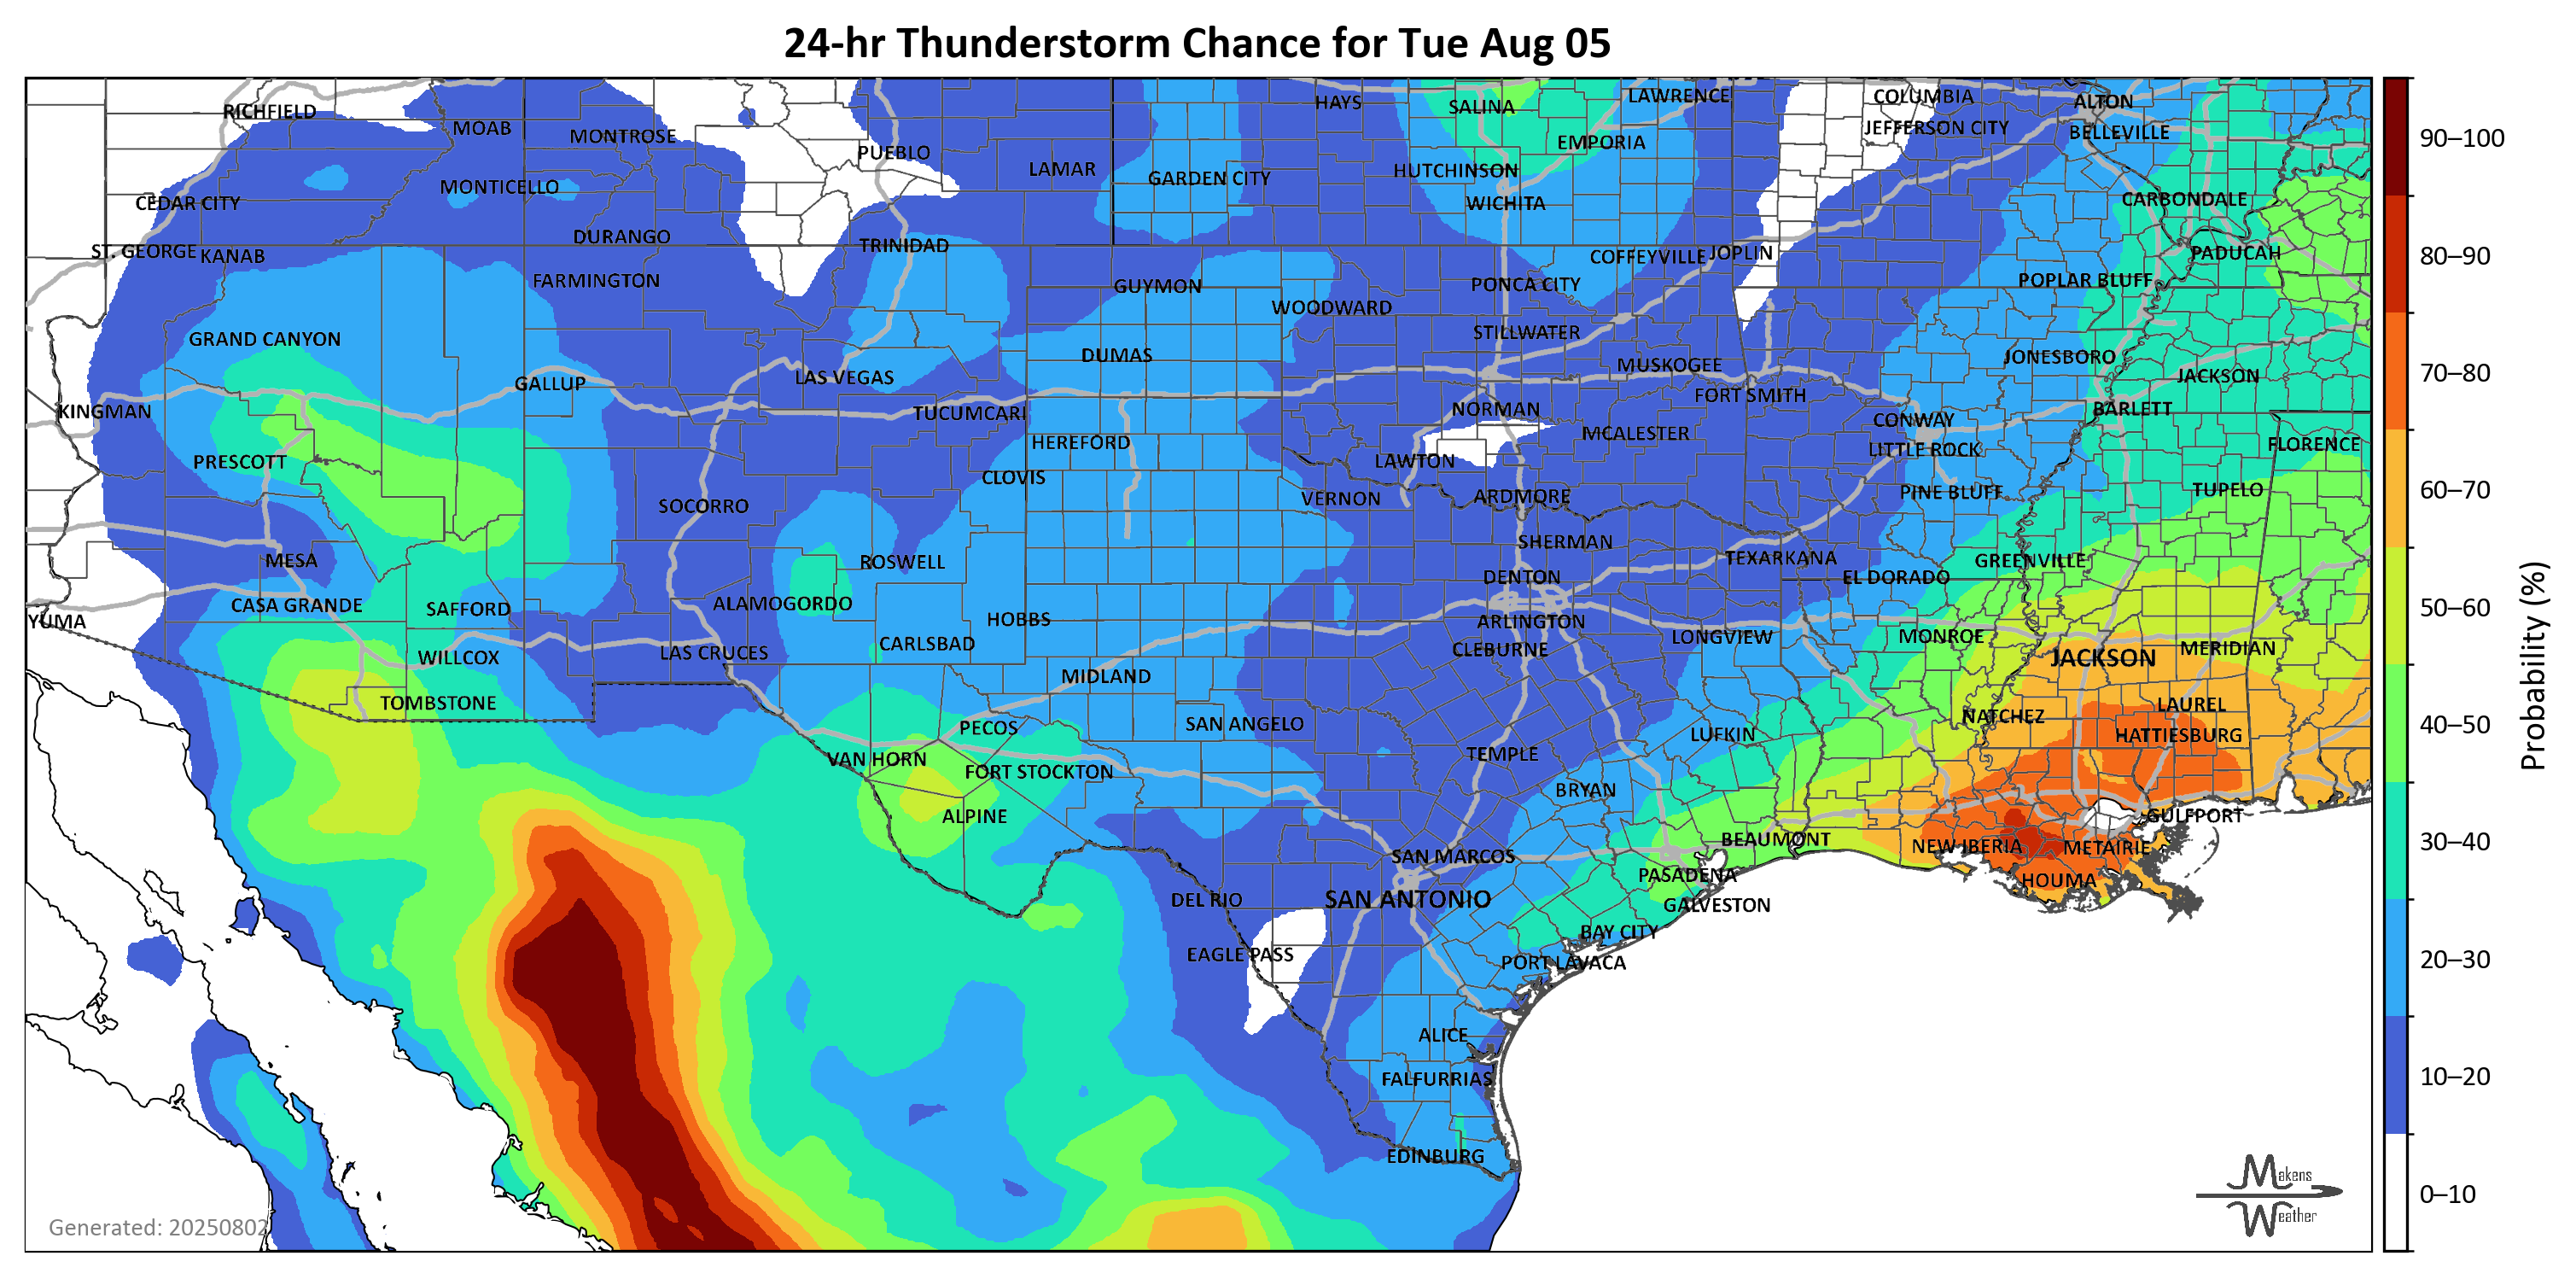 24-hr Thunderstorm Chance for Tue Aug 05
RICHFIELD
MOAB
MONTROSE
PUEBLO
LAMAR
HAYS
SALINA
LAWRENCE
COLUMBIA
ALTON
JEFFERSON CITY
BELLEVILLE
EMPORIA
HUTCHINSON
GARDEN CITY
MONTICELLO
CEDAR CITY
WICHITA
CARBONDALE
DURANGO
TRINIDAD
ST. GEORGE
KANAB
COFFEYVILLE
JOPLIN
PADUCAH
FARMINGTON
GUYMON
PONCA CITY
POPLAR BLUFF
WOODWARD
GRAND CANYON
STILLWATER
DUMAS
JONESBORO
MUSKOGEE
LAS VEGAS
JACKSON
GALLUP
FORT SMITH
KINGMAN
TUCUMCARI
NORMAN
BARLETT
CONWAY
MCALESTER
HEREFORD
LITTLE ROCK
FLORENCE
PRESCOTT
LAWTON
CLOVIS
PINE BLUFF
TUPELO
VERNON
ARDMORE
SOCORRO
SHERMAN
MESA
ROSWELL
TEXARKANA
GREENVILLE
DENTON
EL DORADO
CASA GRANDE
SAFFORD
ALAMOGORDO
YUMA
HOBBS
ARLINGTON
LONGVIEW
MONROE
CARLSBAD
CLEBURNE
MERIDIAN
WILLCOX
LAS CRUCES
JACKSON
MIDLAND
TOMBSTONE
LAUREL
PECOS
SAN ANGELO
NATCHEZ
LUFKIN
HATTIESBURG
TEMPLE
VAN HORN
FORT STOCKTON
BRYAN
ALPINE
GULFPORT
BEAUMONT
NEW IBERIA
METAIRIE
SAN MARCOS
PASADENA
HOUMA
DEL RIO
SAN ANTONIO
GALVESTON
BAY CITY
EAGLE PASS
PORT LAVACA
ALICE
FALFURRIAS
EDINBURG
Generated: 20250802
Makens
Weather
90–100
80–90
70–80
60–70
50–60
40–50
30–40
20–30
10–20
0–10
Probability (%)